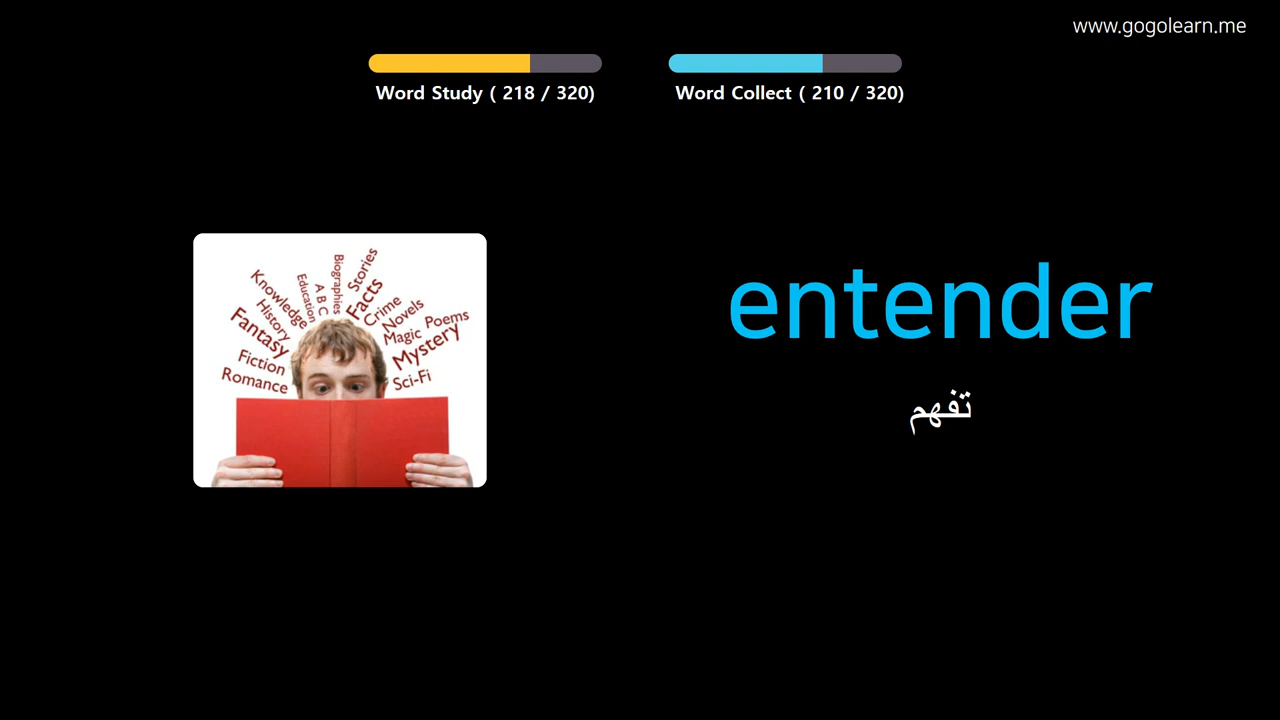 www.gogolearn.me
Word Study ( 218 / 320)
Word Collect ( 210 / 320)
Biographies
Stories
Knowledge
Education
A B C
Facts
History
Crime
Novels
Fantasy
Magic
Poems
Mystery
Fiction
Romance
Sci-Fi
entender
تفهم